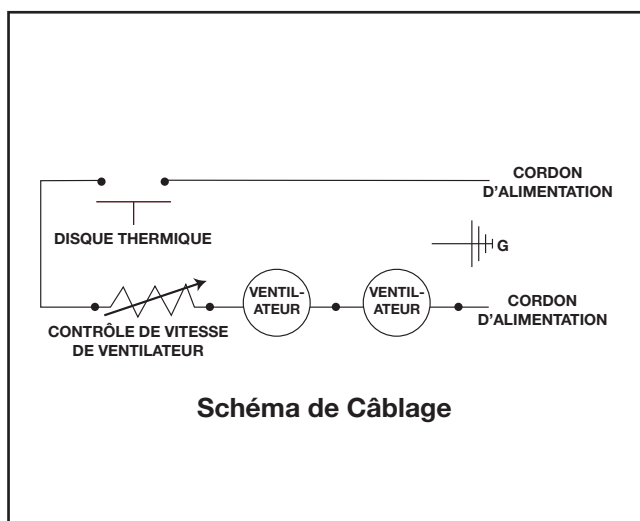 CORDON
D'ALIMENTATION
DISQUE THERMIQUE
G
VENTIL-
ATEUR
VENTIL-
ATEUR
CORDON
D'ALIMENTATION
CONTRÔLE DE VITESSE
DE VENTILATEUR
Schéma de Câblage